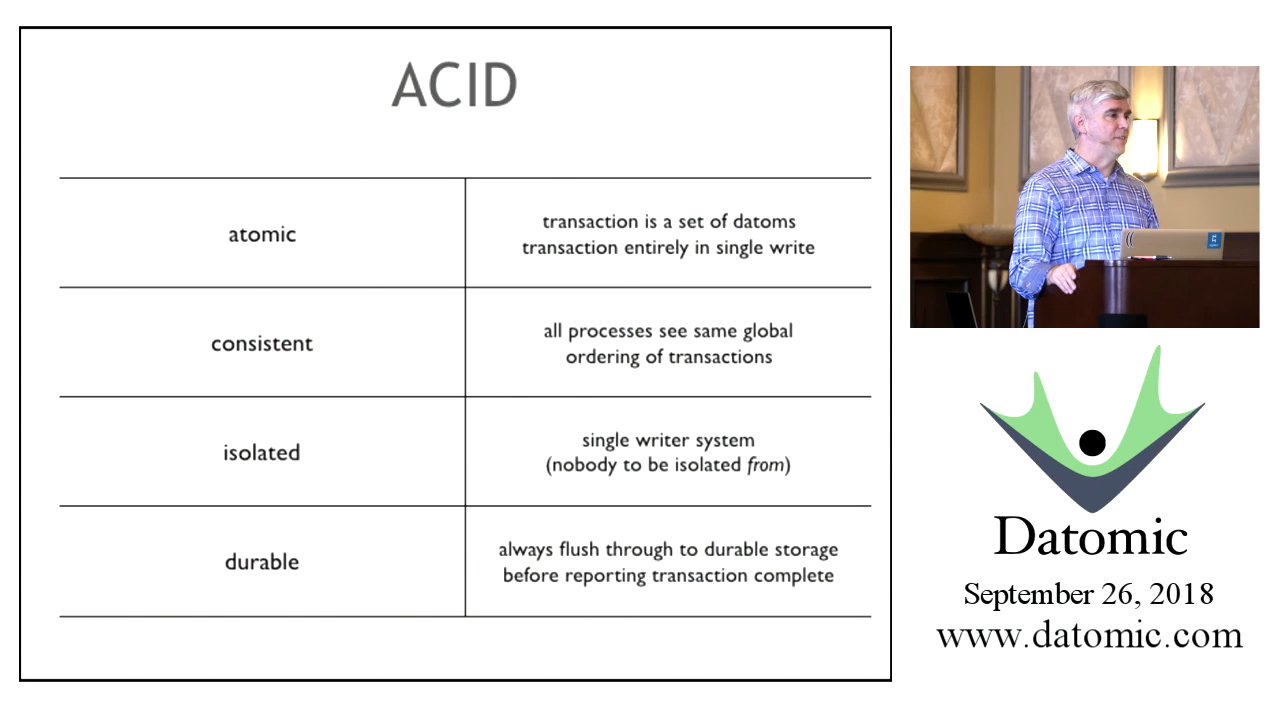 ACID
atomic
transaction is a set of datoms
transaction entirely in single write
consistent
all processes see same global
ordering of transactions
isolated
single writer system
(nobody to be isolated from)
durable
always flush through to durable storage
before reporting transaction complete
Datomic
September 26, 2018
www.datomic.com